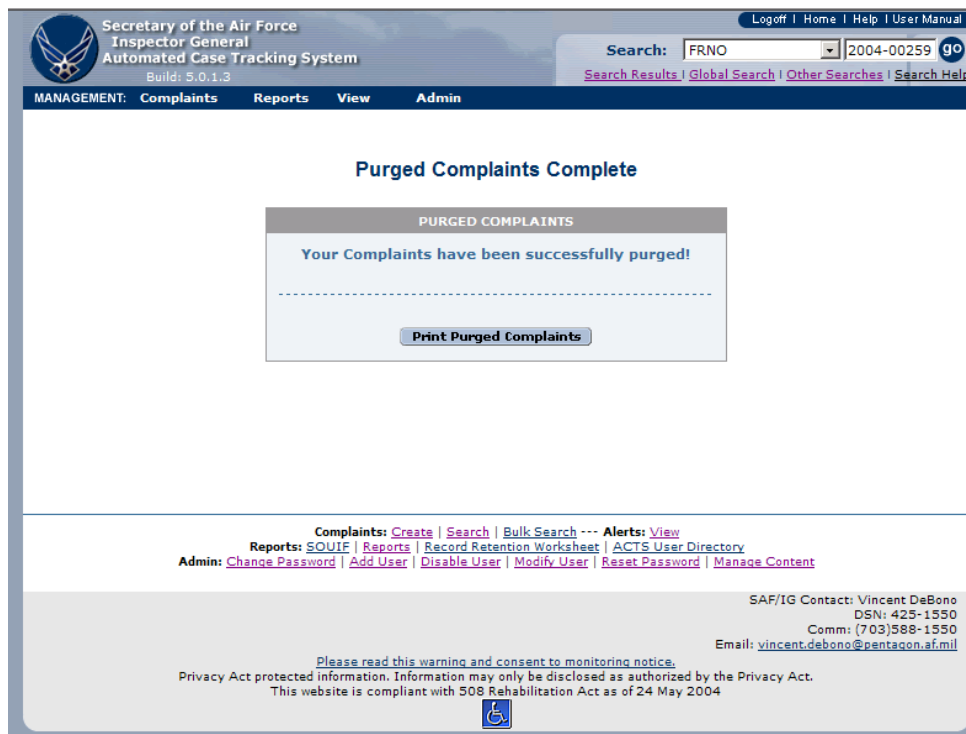 Secretary of the Air Force
Inspector General
Automated Case Tracking System
Build: 5.0.1.3
Logoff | Home | Help | User Manual
Search: FRNO 2004-00259 go
Search Results | Global Search | Other Searches | Search Help
MANAGEMENT: Complaints Reports View Admin
Purged Complaints Complete
PURGED COMPLAINTS
Your Complaints have been successfully purged!
Print Purged Complaints
Complaints: Create | Search | Bulk Search --- Alerts: View
Reports: SOUIF | Reports | Record Retention Worksheet | ACTS User Directory
Admin: Change Password | Add User | Disable User | Modify User | Reset Password | Manage Content
SAF/IG Contact: Vincent DeBono
DSN: 425-1550
Comm: (703)588-1550
Email: vincent.debono@pentagon.af.mil
Please read this warning and consent to monitoring notice.
Privacy Act protected information. Information may only be disclosed as authorized by the Privacy Act.
This website is compliant with 508 Rehabilitation Act as of 24 May 2004